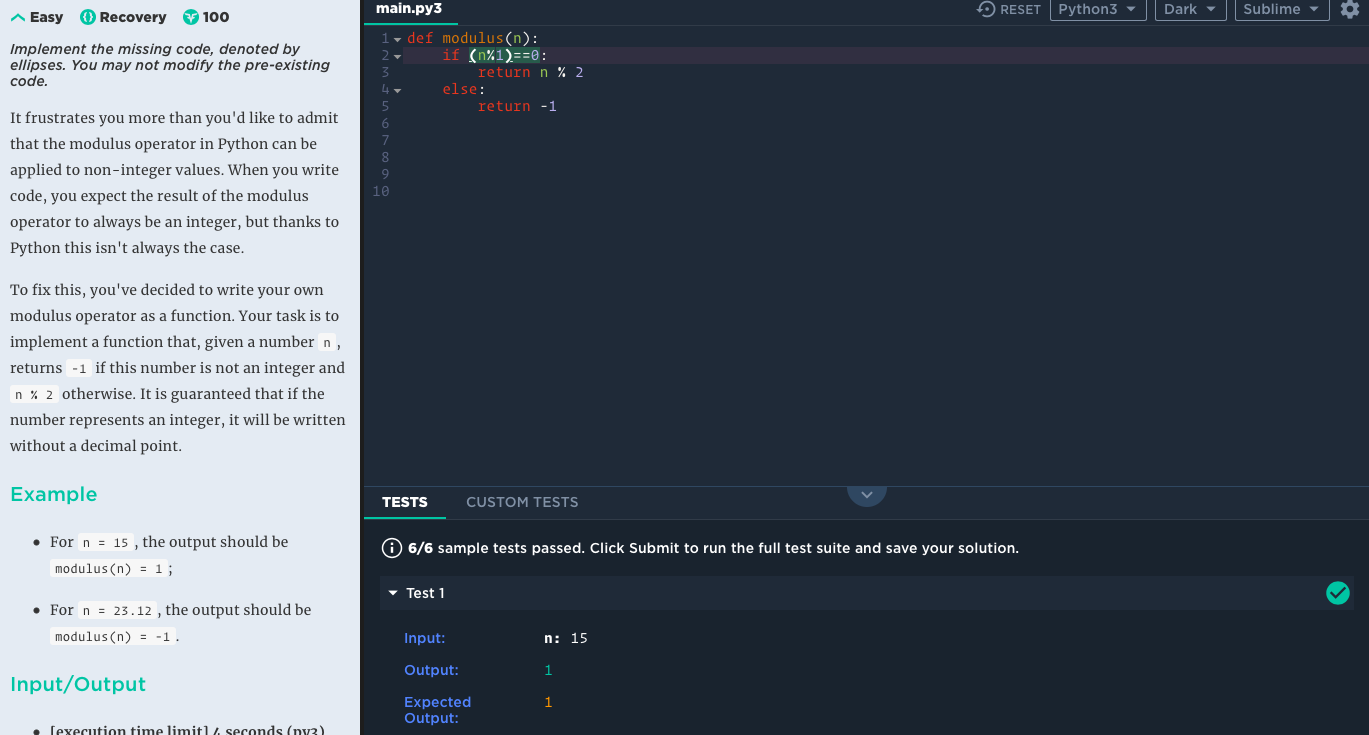 Easy Recovery 100
Implement the missing code, denoted by
ellipses. You may not modify the pre-existing
code.
It frustrates you more than you'd like to admit
that the modulus operator in Python can be
applied to non-integer values. When you write
code, you expect the result of the modulus
operator to always be an integer, but thanks to
Python this isn't always the case.
To fix this, you've decided to write your own
modulus operator as a function. Your task is to
implement a function that, given a number n ,
returns -1 if this number is not an integer and
n % 2 otherwise. It is guaranteed that if the
number represents an integer, it will be written
without a decimal point.
Example
• For n = 15 , the output should be
modulus(n) = 1 ;
• For n = 23.12 , the output should be
modulus(n) = -1 .
Input/Output
• [execution time limit] 4 seconds (py3)
main.py3
RESET Python3 Dark Sublime
1 def modulus(n):
2 if (n%1)==0:
3 return n % 2
4 else:
5 return -1
6
7
8
9
10
TESTS CUSTOM TESTS
6/6 sample tests passed. Click Submit to run the full test suite and save your solution.
Test 1
Input: n: 15
Output: 1
Expected 1
Output: